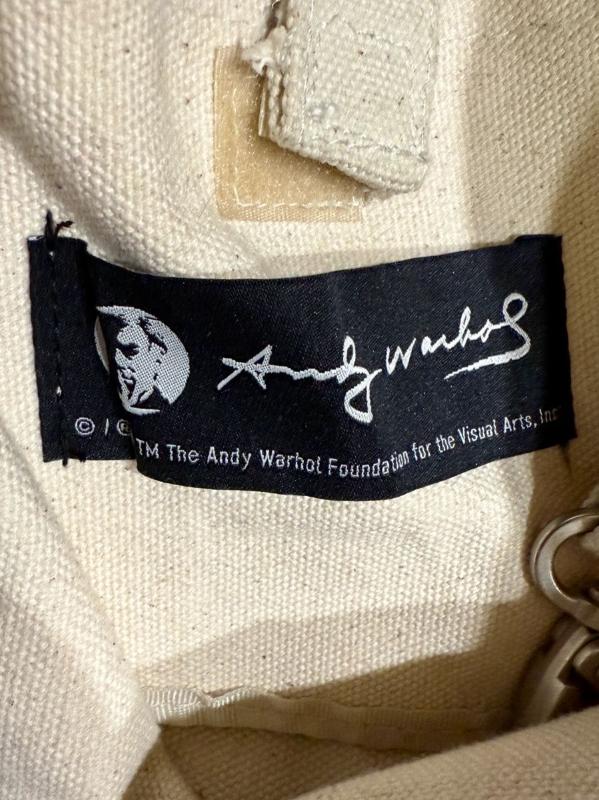 Andy Warhol
© / ® / TM The Andy Warhol Foundation for the Visual Arts, Inc